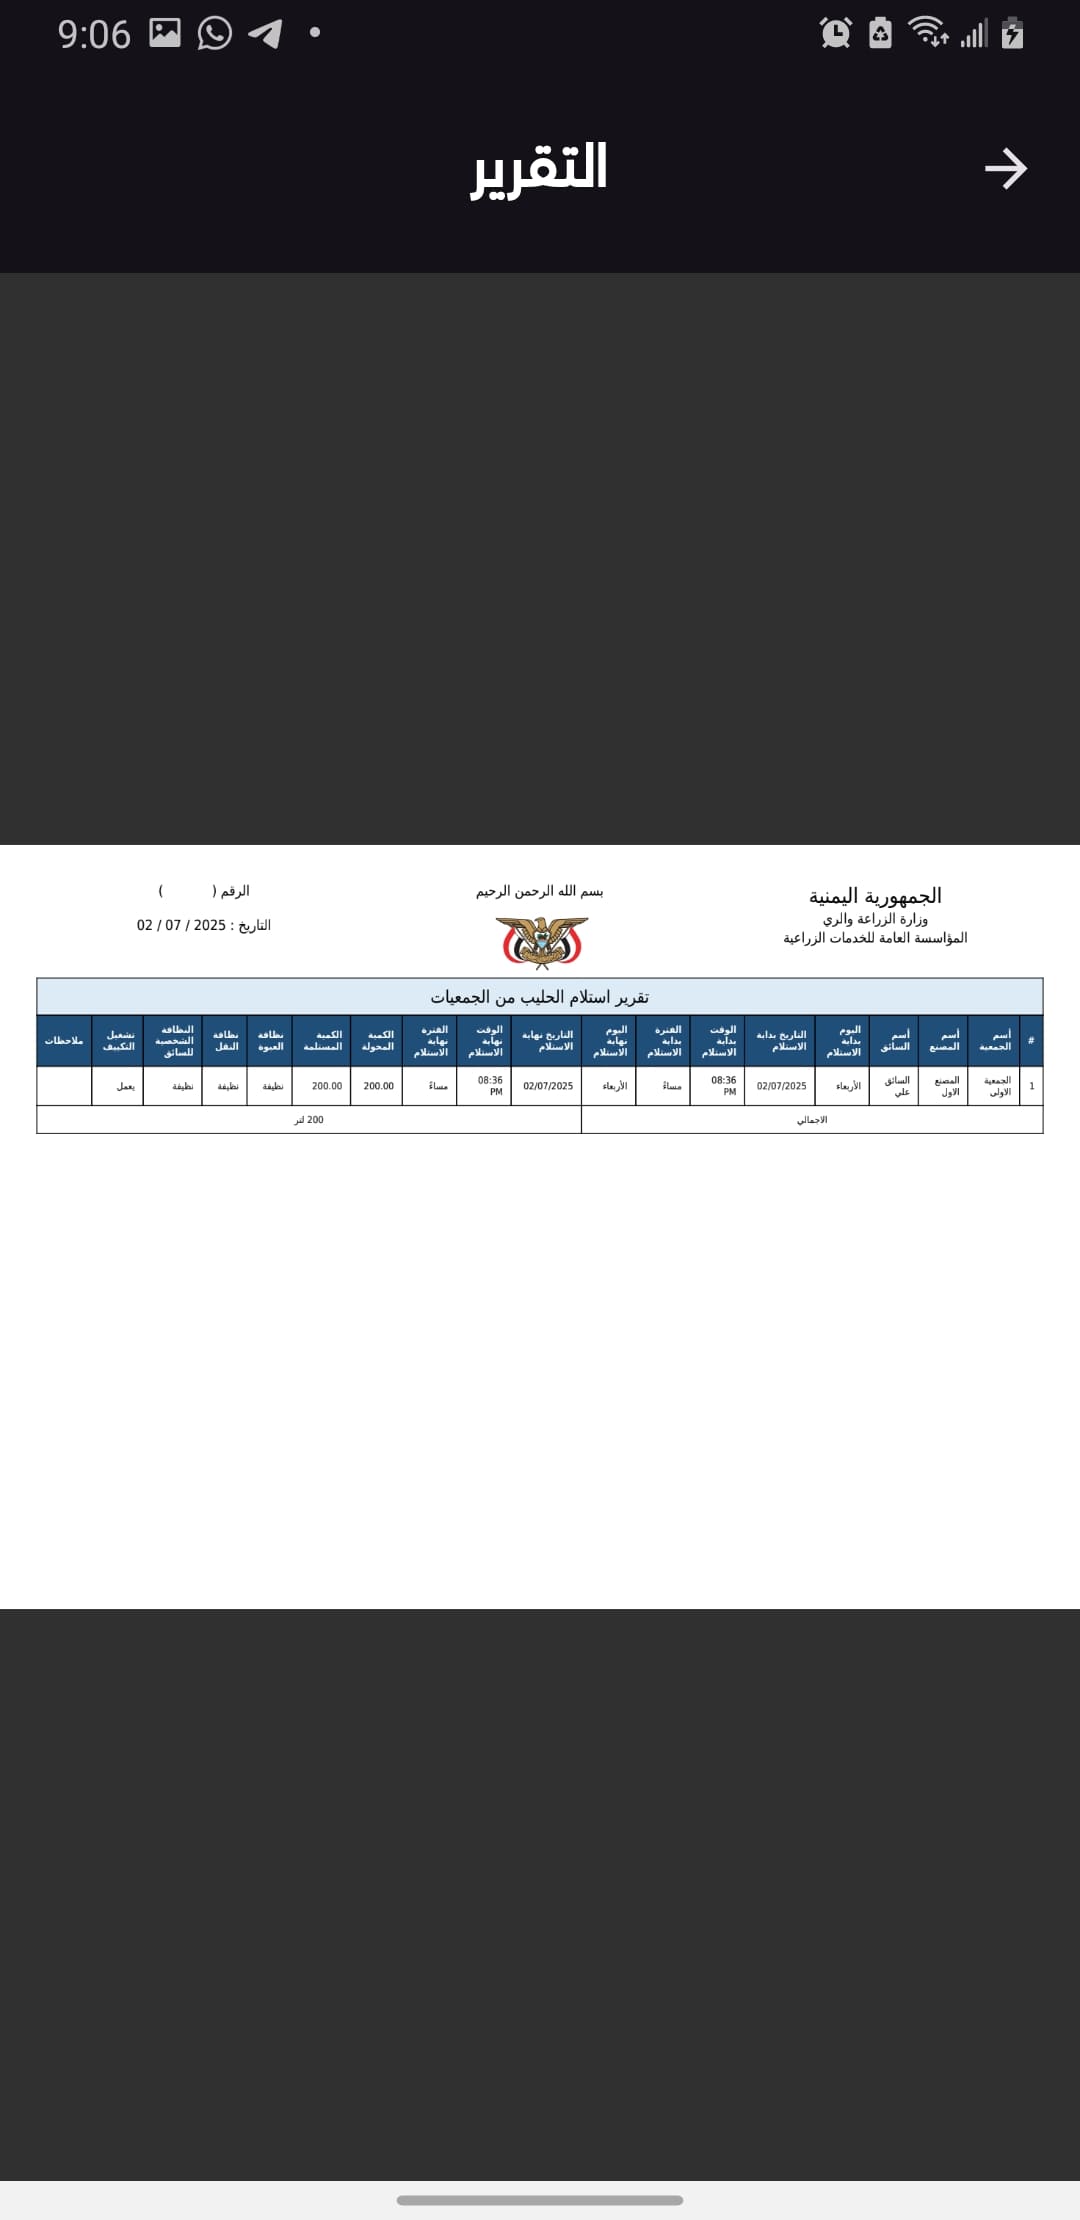 9:06
التقرير
الجمهورية اليمنية
وزارة الزراعة والري
المؤاسسة العامة للخدمات الزراعية
بسم الله الرحمن الرحيم
الرقم ( )
التاريخ : 2025 / 07 / 02
تقرير استلام الحليب من الجمعيات
# أسم الجمعية أسم المصنع أسم السائق اليوم بداية الاستلام التاريخ بداية الاستلام الوقت بداية الاستلام الفترة بداية الاستلام اليوم نهاية الاستلام التاريخ نهاية الاستلام الوقت نهاية الاستلام الفترة نهاية الاستلام الكمية المحولة الكمية المستلمة نظافة العبوة نظافة النقل النظافة الشخصية للسائق تشغيل التكييف ملاحظات
1 الجمعية الاولى المصنع الاول السائق علي الأربعاء 02/07/2025 08:36 PM مساءً الأربعاء 02/07/2025 08:36 PM مساءً 200.00 200.00 نظيفة نظيفة نظيفة يعمل
الاجمالي 200 لتر